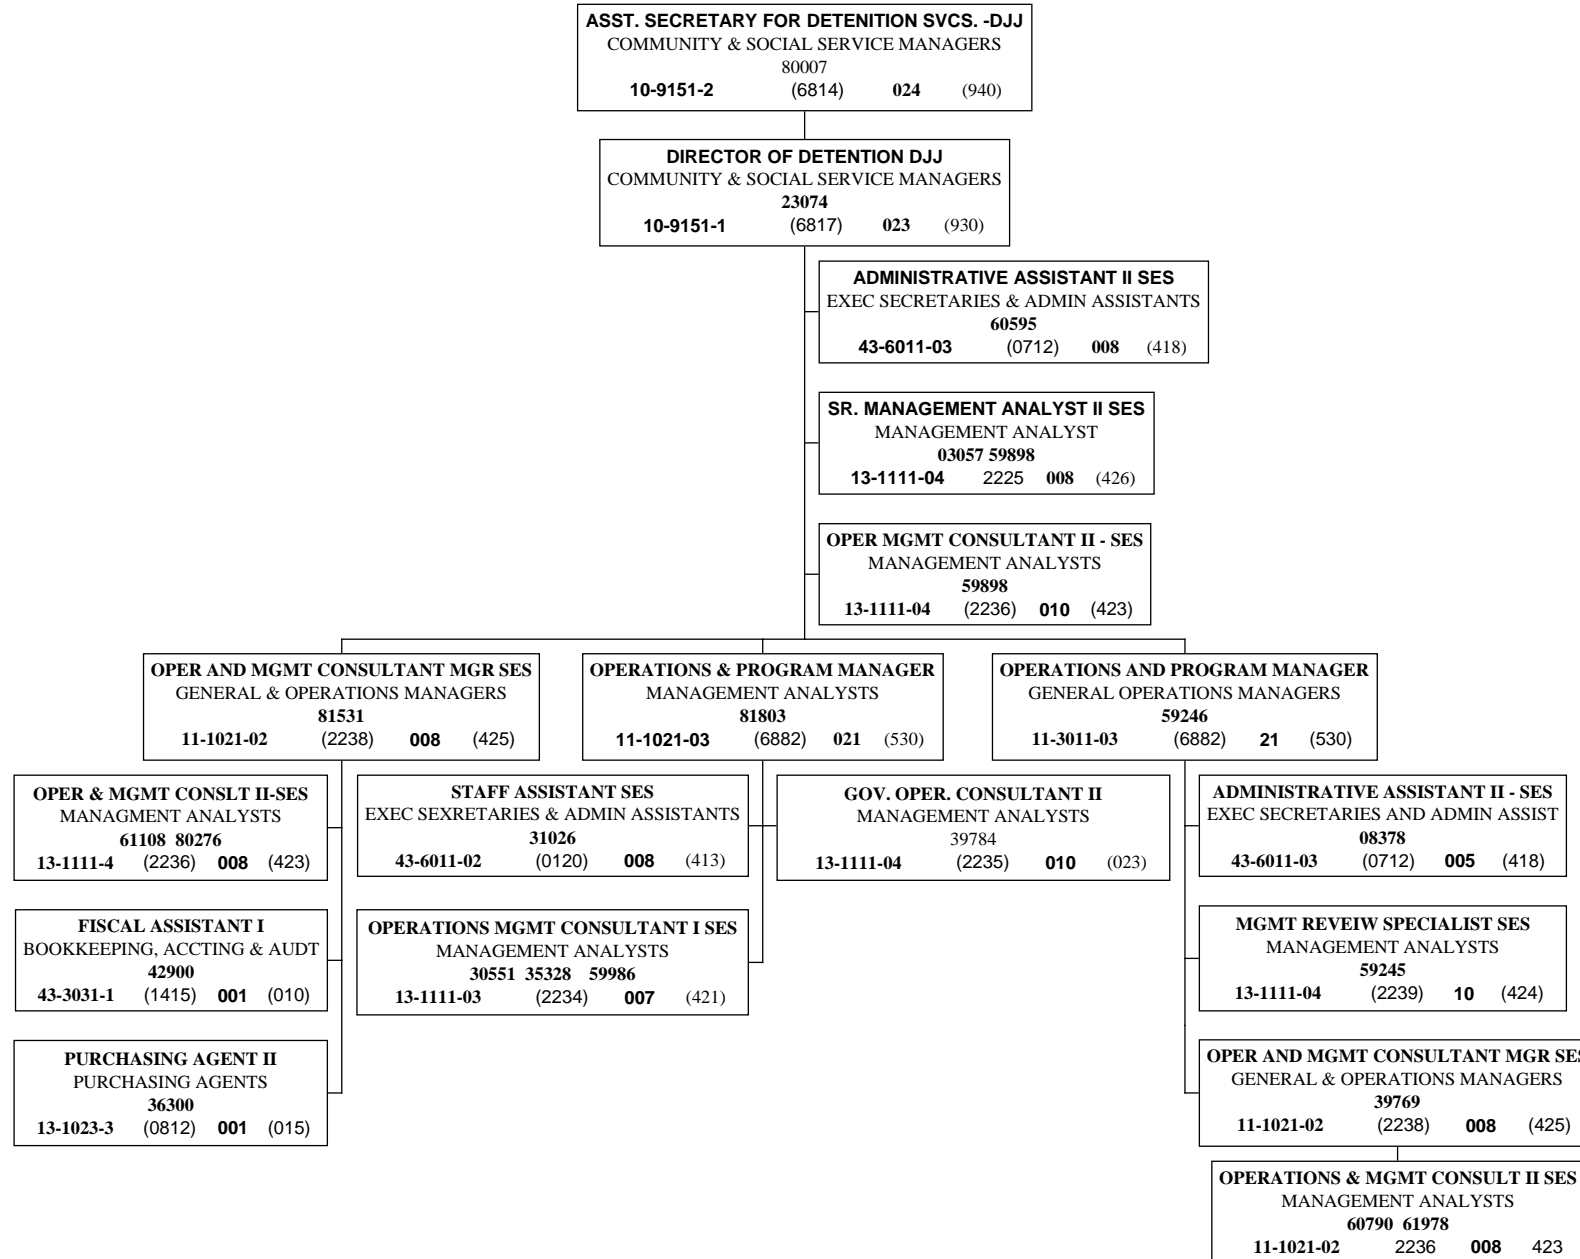 ASST. SECRETARY FOR DETENITION SVCS. -DJJ
COMMUNITY & SOCIAL SERVICE MANAGERS
80007
10-9151-2 (6814) 024 (940)
DIRECTOR OF DETENTION DJJ
COMMUNITY & SOCIAL SERVICE MANAGERS
23074
10-9151-1 (6817) 023 (930)
ADMINISTRATIVE ASSISTANT II SES
EXEC SECRETARIES & ADMIN ASSISTANTS
60595
43-6011-03 (0712) 008 (418)
SR. MANAGEMENT ANALYST II SES
MANAGEMENT ANALYST
03057 59898
13-1111-04 2225 008 (426)
OPER MGMT CONSULTANT II - SES
MANAGEMENT ANALYSTS
59898
13-1111-04 (2236) 010 (423)
OPER AND MGMT CONSULTANT MGR SES
GENERAL & OPERATIONS MANAGERS
81531
11-1021-02 (2238) 008 (425)
OPERATIONS & PROGRAM MANAGER
MANAGEMENT ANALYSTS
81803
11-1021-03 (6882) 021 (530)
OPERATIONS AND PROGRAM MANAGER
GENERAL OPERATIONS MANAGERS
59246
11-3011-03 (6882) 21 (530)
OPER & MGMT CONSLT II-SES
MANAGMENT ANALYSTS
61108 80276
13-1111-4 (2236) 008 (423)
STAFF ASSISTANT SES
EXEC SEXRETARIES & ADMIN ASSISTANTS
31026
43-6011-02 (0120) 008 (413)
GOV. OPER. CONSULTANT II
MANAGEMENT ANALYSTS
39784
13-1111-04 (2235) 010 (023)
ADMINISTRATIVE ASSISTANT II - SES
EXEC SECRETARIES AND ADMIN ASSIST
08378
43-6011-03 (0712) 005 (418)
FISCAL ASSISTANT I
BOOKKEEPING, ACCTING & AUDT
42900
43-3031-1 (1415) 001 (010)
OPERATIONS MGMT CONSULTANT I SES
MANAGEMENT ANALYSTS
30551 35328 59986
13-1111-03 (2234) 007 (421)
MGMT REVEIW SPECIALIST SES
MANAGEMENT ANALYSTS
59245
13-1111-04 (2239) 10 (424)
PURCHASING AGENT II
PURCHASING AGENTS
36300
13-1023-3 (0812) 001 (015)
OPER AND MGMT CONSULTANT MGR SES
GENERAL & OPERATIONS MANAGERS
39769
11-1021-02 (2238) 008 (425)
OPERATIONS & MGMT CONSULT II SES
MANAGEMENT ANALYSTS
60790 61978
11-1021-02 2236 008 423